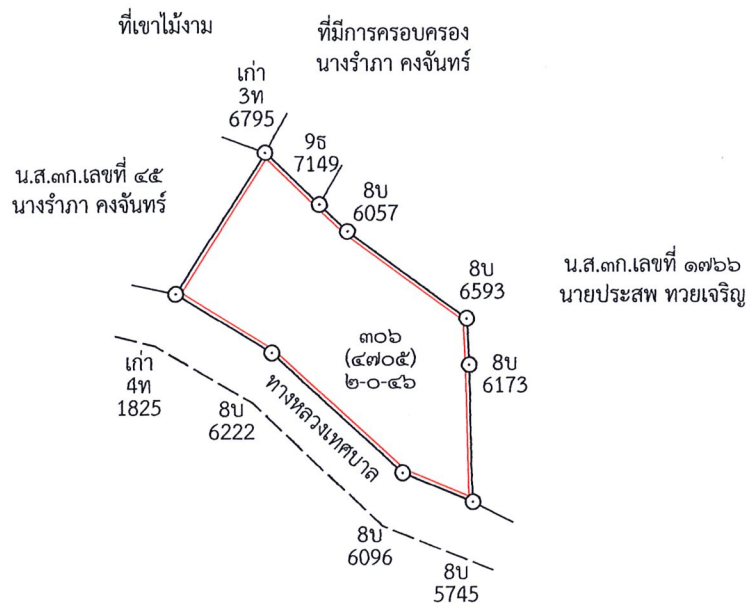 ที่เขาไม้งาม
ที่มีการครอบครอง
นางรำภา คงจันทร์
เก่า
3ท
6795
9ธ
7149
น.ส.๓ก.เลขที่ ๔๕
นางรำภา คงจันทร์
8บ
6057
8บ
6593
น.ส.๓ก.เลขที่ ๑๗๖๖
นายประสพ ทวยเจริญ
๓๐๖
(๔๗๐๕)
๒-๐-๔๖
8บ
6173
เก่า
4ท
1825
8บ
6222
ทางหลวงเทศบาล
8บ
6096
8บ
5745